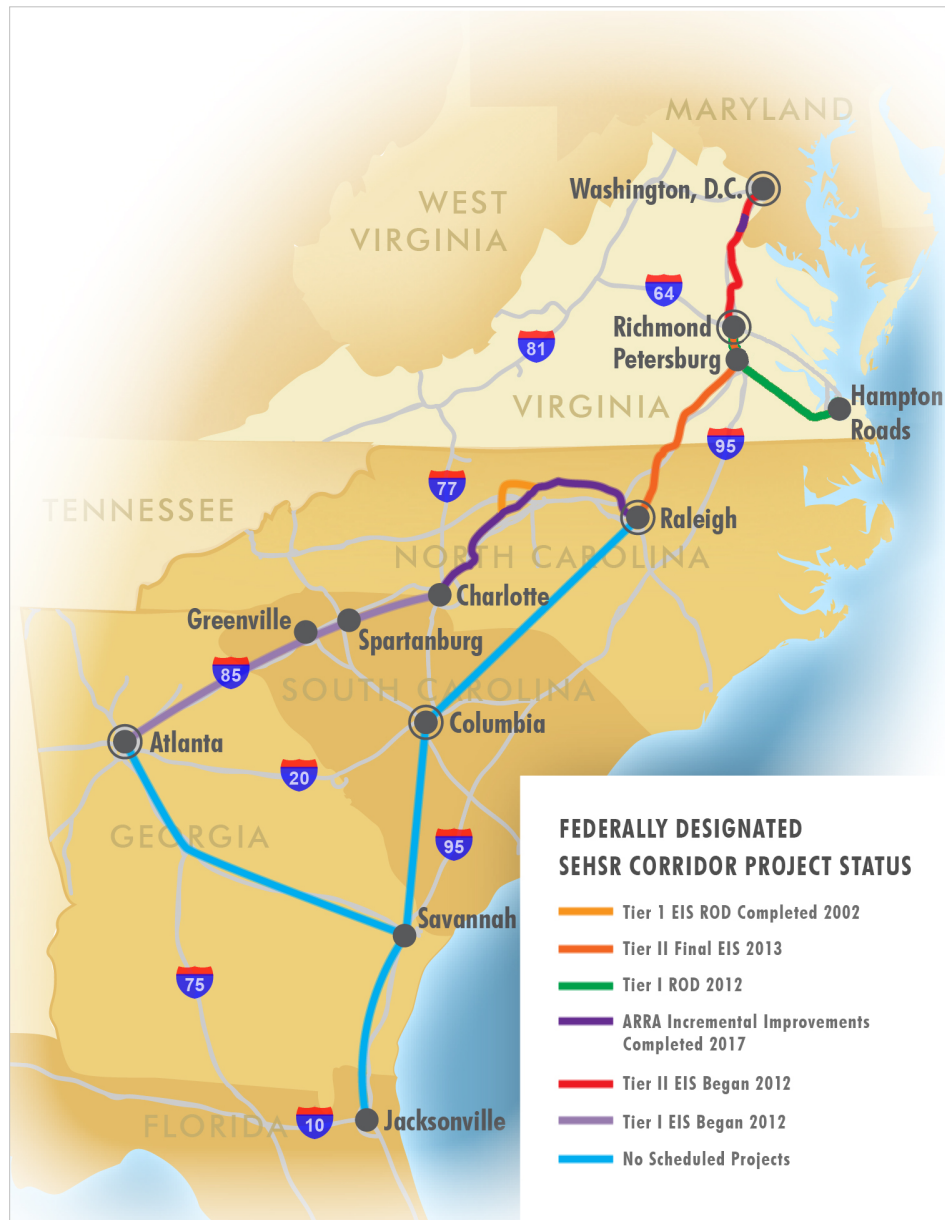 MARYLAND
Washington, D.C.
WEST
VIRGINIA
64
Richmond
81
Petersburg
VIRGINIA
Hampton
Roads
95
77
TENNESSEE
Raleigh
NORTH CAROLINA
Charlotte
Greenville
Spartanburg
85
SOUTH CAROLINA
Columbia
Atlanta
20
GEORGIA
95
Savannah
75
Jacksonville
FLORIDA
10
FEDERALLY DESIGNATED
SEHSR CORRIDOR PROJECT STATUS
Tier 1 EIS ROD Completed 2002
Tier II Final EIS 2013
Tier I ROD 2012
ARRA Incremental Improvements
Completed 2017
Tier II EIS Began 2012
Tier I EIS Began 2012
No Scheduled Projects